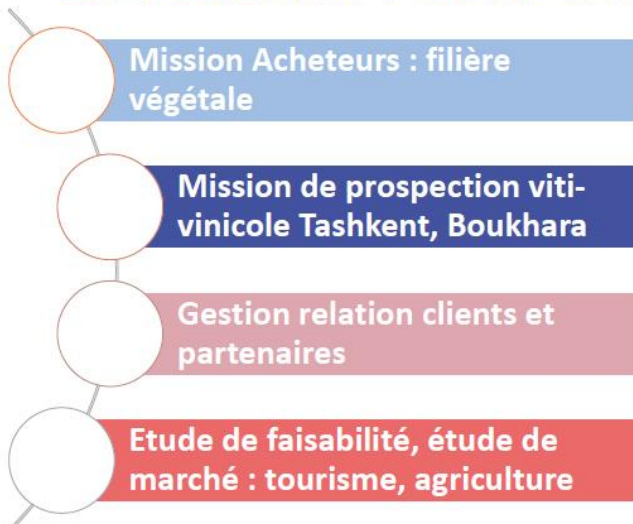 Mission Acheteurs : filière
végétale
Mission de prospection viti-
vinicole Tashkent, Boukhara
Gestion relation clients et
partenaires
Etude de faisabilité, étude de
marché : tourisme, agriculture